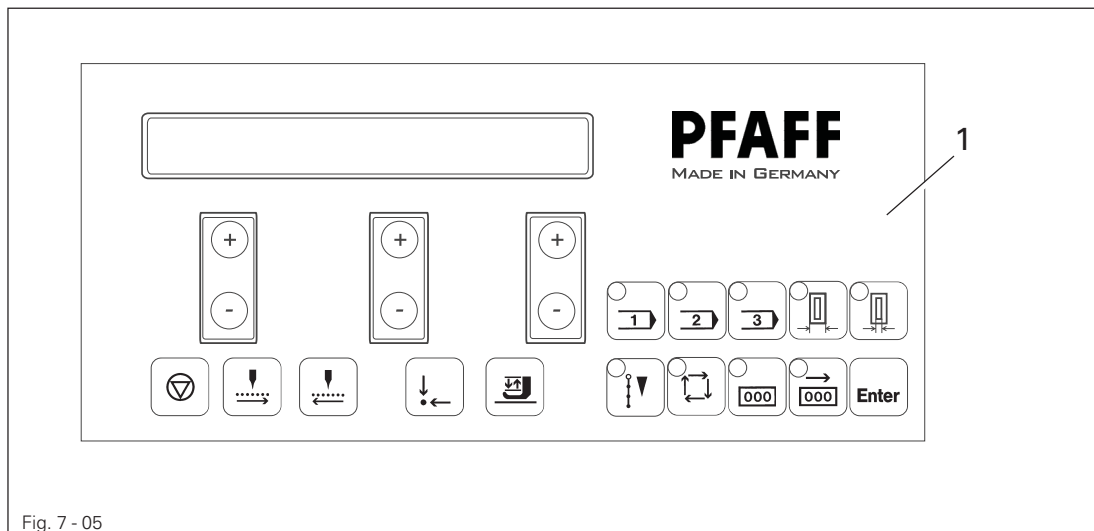 PFAFF
MADE IN GERMANY
1
+ + +
- - -
1 2 3
000 000 Enter
Fig. 7 - 05